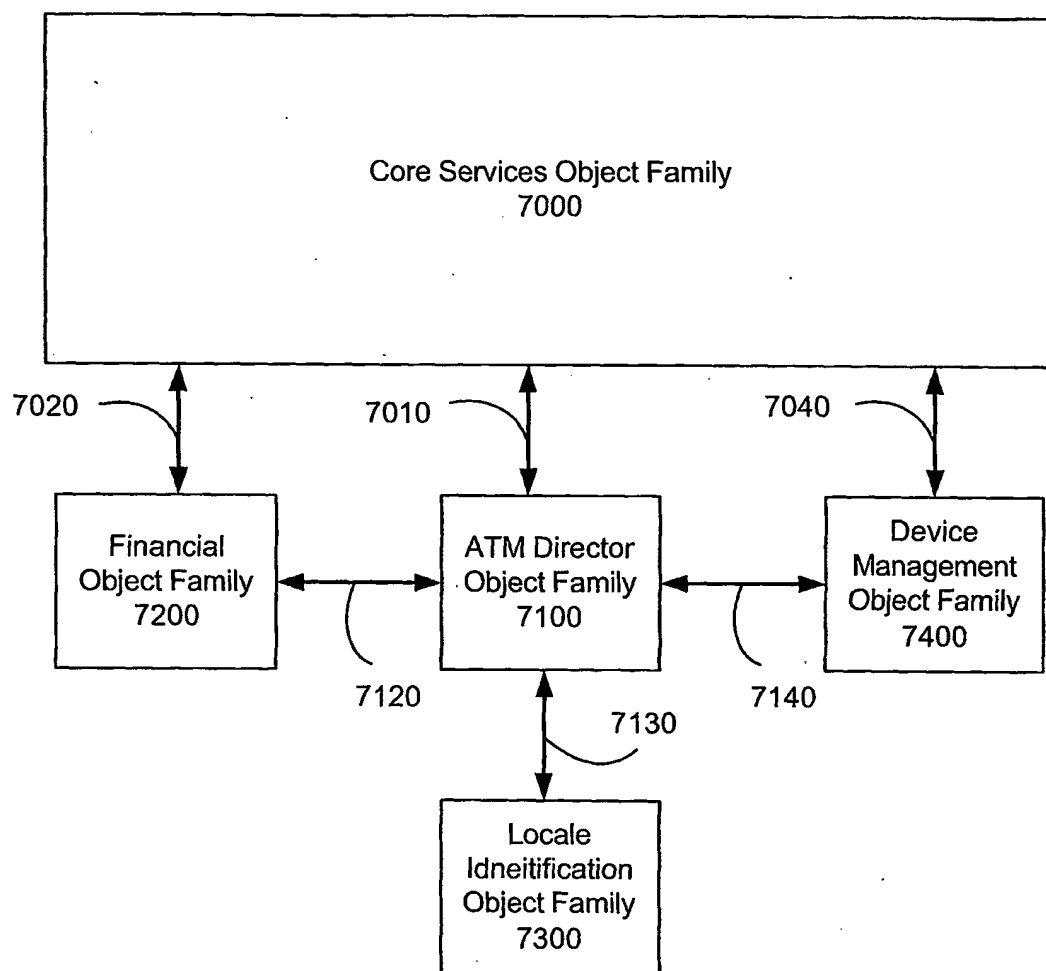 Core Services Object Family
7000
7020
7010
7040
Financial
Object Family
7200
ATM Director
Object Family
7100
Device
Management
Object Family
7400
7120
7140
7130
Locale
Idneitification
Object Family
7300